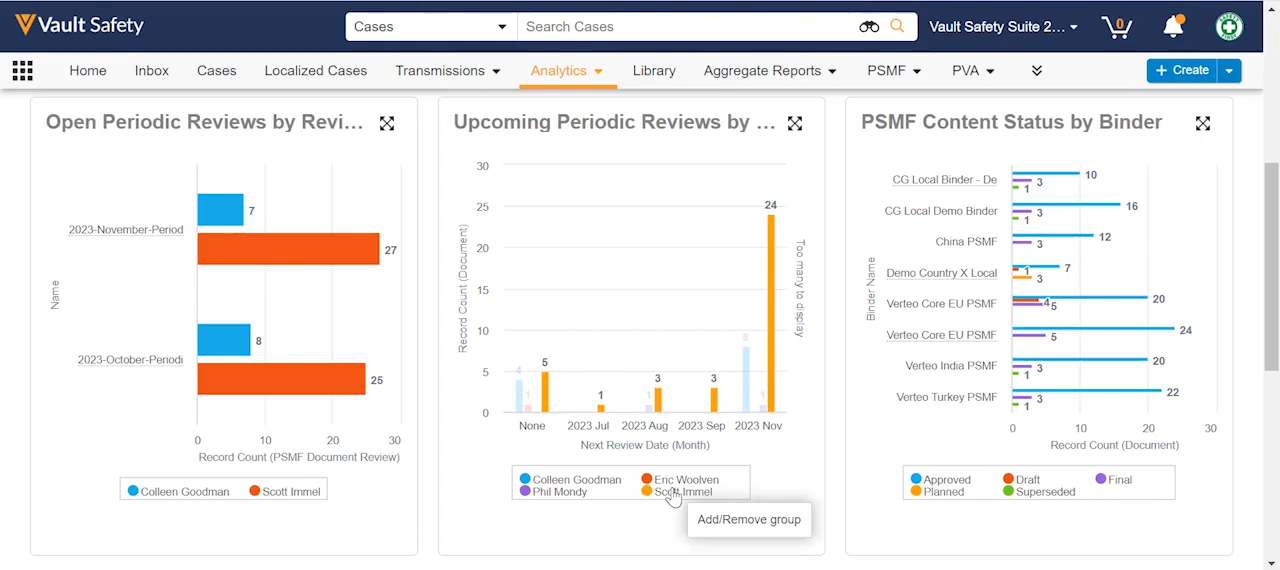 Vault Safety
Cases
Search Cases
Vault Safety Suite 2...
0
SAFETY FIRST
Home
Inbox
Cases
Localized Cases
Transmissions
Analytics
Library
Aggregate Reports
PSMF
PVA
+ Create
Open Periodic Reviews by Revi...
Name
2023-November-Period
7
27
2023-October-Periodi
8
25
0 10 20 30
Record Count (PSMF Document Review)
Colleen Goodman Scott Immel
Upcoming Periodic Reviews by ...
Record Count (Document)
30
25
20
15
10
5
0
4 1 5
1
1 3
3
8 1 24
Too many to display
None 2023 Jul 2023 Aug 2023 Sep 2023 Nov
Next Review Date (Month)
Colleen Goodman Eric Woolven
Phil Mondy Scott Immel
Add/Remove group
PSMF Content Status by Binder
Binder Name
CG Local Binder - De 10 3 1
CG Local Demo Binder 16 3 1
China PSMF 12 3
Demo Country X Local 7 1 3
Verteo Core EU PSMF 20 4 5
Verteo Core EU PSMF 24 5
Verteo India PSMF 20 3 1
Verteo Turkey PSMF 22 3 1
0 10 20 30
Record Count (Document)
Approved Draft Final
Planned Superseded